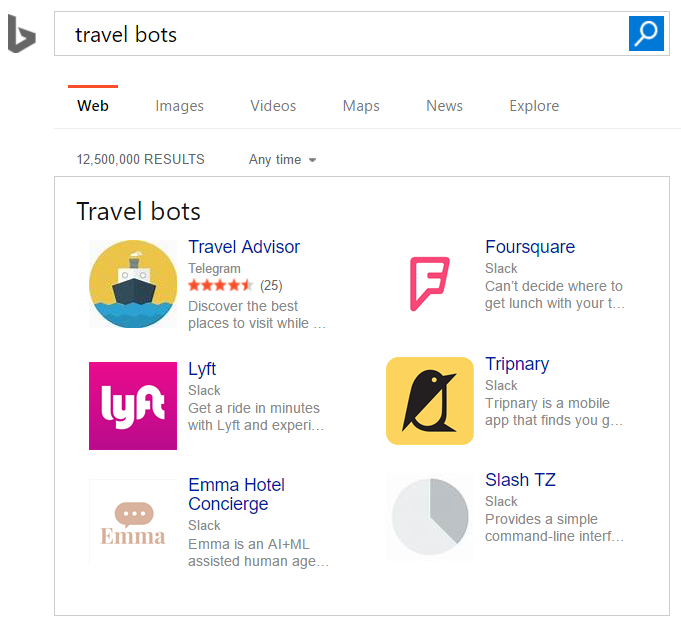 travel bots
Web Images Videos Maps News Explore
12,500,000 RESULTS Any time
Travel bots
Travel Advisor
Telegram
(25)
Discover the best
places to visit while ...
Foursquare
Slack
Can't decide where to
get lunch with your t...
lyft
Lyft
Slack
Get a ride in minutes
with Lyft and experi...
Tripnary
Slack
Tripnary is a mobile
app that finds you g...
Emma
Emma Hotel
Concierge
Slack
Emma is an AI+ML
assisted human age...
Slash TZ
Slack
Provides a simple
command-line interf...